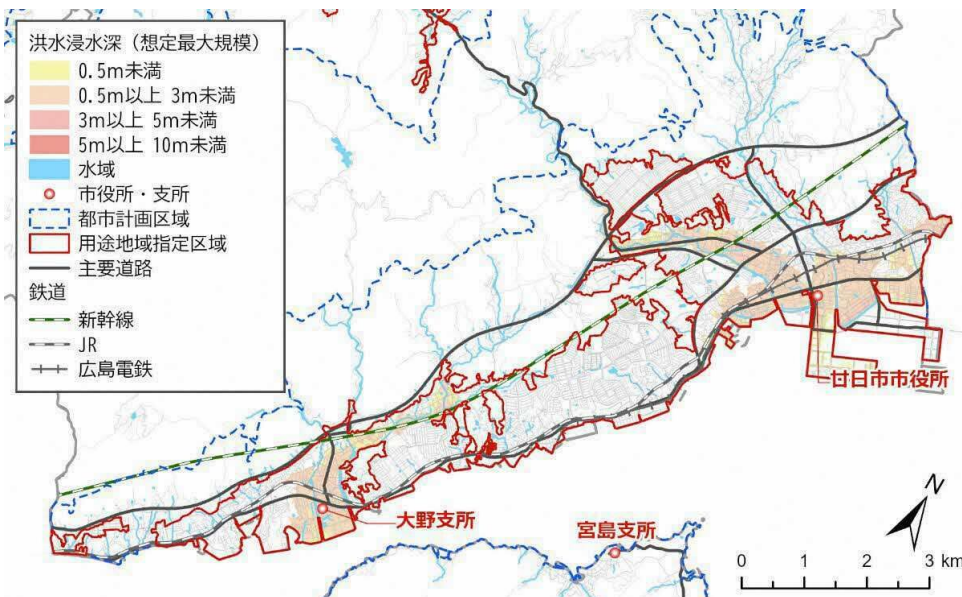 洪水浸水深（想定最大規模）
0.5m未満
0.5m以上 3m未満
3m以上 5m未満
5m以上 10m未満
水域
市役所・支所
都市計画区域
用途地域指定区域
主要道路
鉄道
新幹線
JR
広島電鉄
廿日市市役所
大野支所
宮島支所
N
0 1 2 3 km